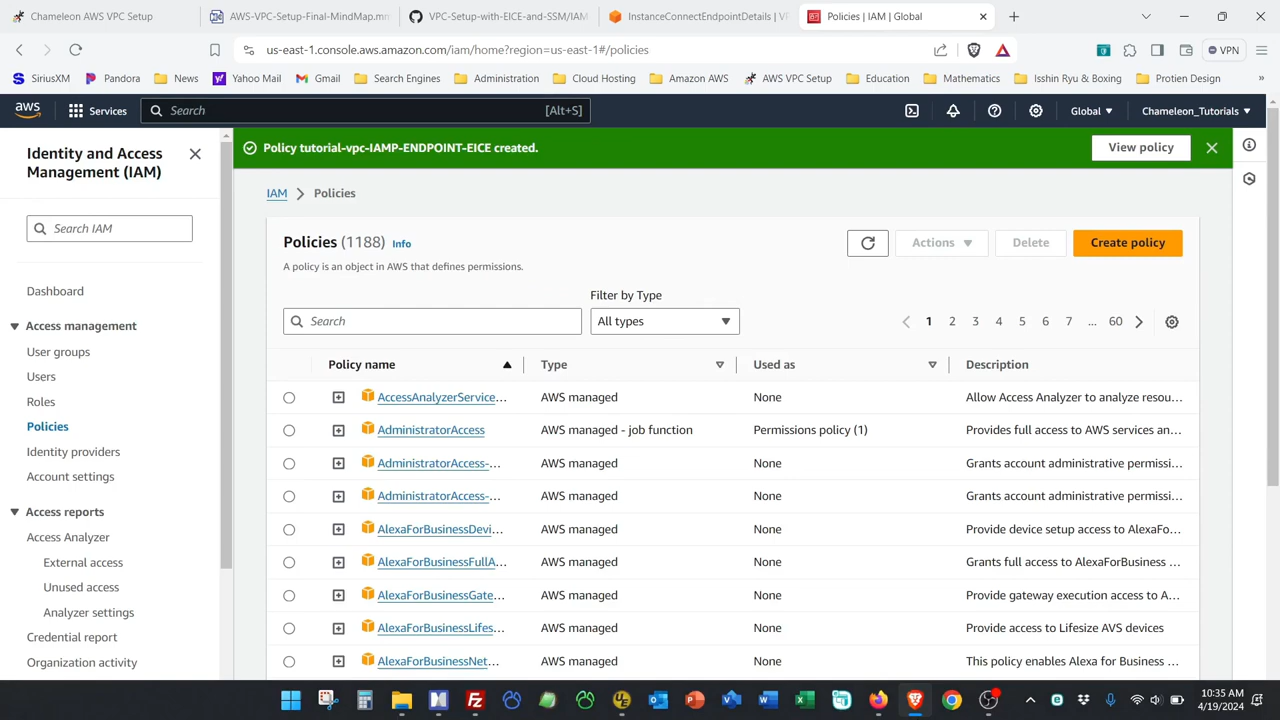 Chameleon AWS VPC Setup
AWS-VPC-Setup-Final-MindMap.mm
VPC-Setup-with-EICE-and-SSM/IAM
InstanceConnectEndpointDetails | VP
Policies | IAM | Global
us-east-1.console.aws.amazon.com/iam/home?region=us-east-1#/policies
VPN
SiriusXM
Pandora
News
Yahoo Mail
Gmail
Search Engines
Administration
Cloud Hosting
Amazon AWS
AWS VPC Setup
Education
Mathematics
Isshin Ryu & Boxing
Protien Design
»
aws
Services
Search
[Alt+S]
Global
Chameleon_Tutorials
Identity and Access
Management (IAM)
Search IAM
Dashboard
Access management
User groups
Users
Roles
Policies
Identity providers
Account settings
Access reports
Access Analyzer
External access
Unused access
Analyzer settings
Credential report
Organization activity
Policy tutorial-vpc-IAMP-ENDPOINT-EICE created.
View policy
IAM > Policies
Policies (1188) Info
A policy is an object in AWS that defines permissions.
Actions
Delete
Create policy
Filter by Type
Search
All types
1 2 3 4 5 6 7 ... 60
Policy name Type Used as Description
AccessAnalyzerService... AWS managed None Allow Access Analyzer to analyze resou...
AdministratorAccess AWS managed - job function Permissions policy (1) Provides full access to AWS services an...
AdministratorAccess-... AWS managed None Grants account administrative permissi...
AdministratorAccess-... AWS managed None Grants account administrative permissi...
AlexaForBusinessDevi... AWS managed None Provide device setup access to AlexaFo...
AlexaForBusinessFullA... AWS managed None Grants full access to AlexaForBusiness ...
AlexaForBusinessGate... AWS managed None Provide gateway execution access to A...
AlexaForBusinessLifes... AWS managed None Provide access to Lifesize AVS devices
AlexaForBusinessNet... AWS managed None This policy enables Alexa for Business ...
10:35 AM
4/19/2024